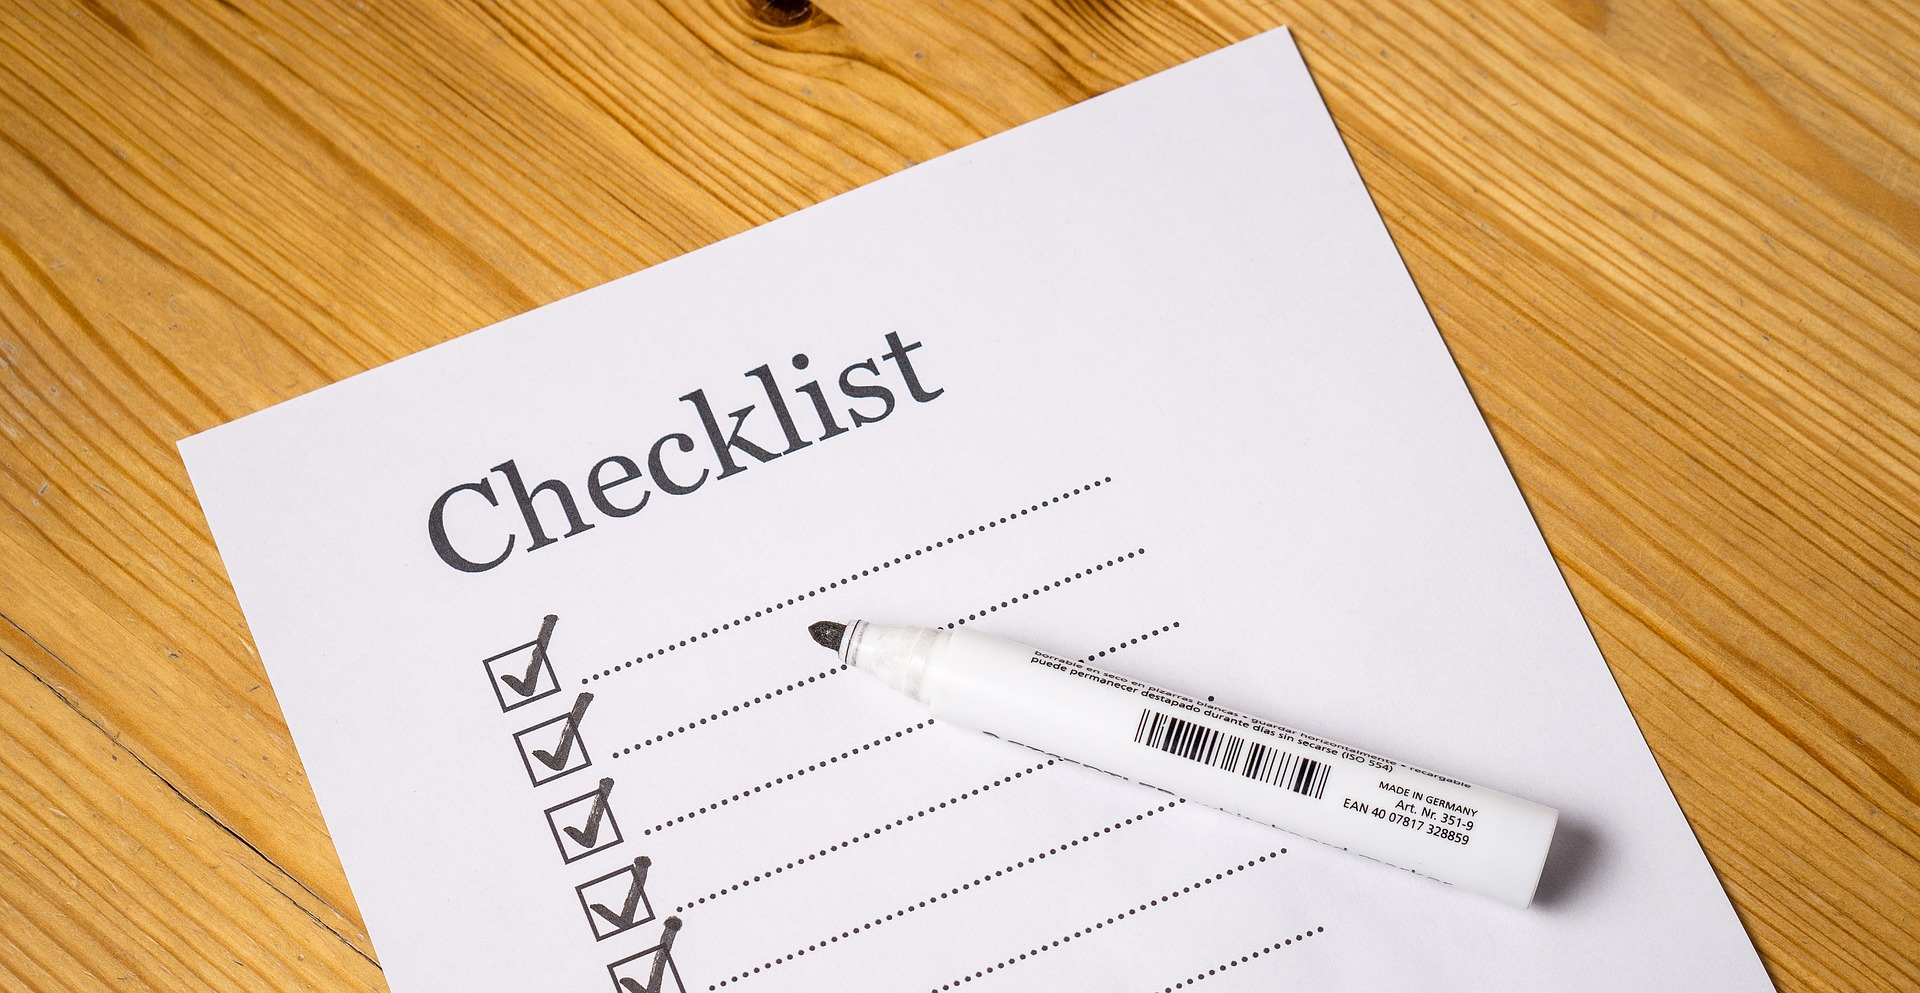 Checklist
borrable en seco en pizarras blancas • guardar horizontalmente • recargable
puede permanecer destapado durante días sin secarse (ISO 554)
MADE IN GERMANY
Art. Nr. 351-9
EAN 40 07817 328859